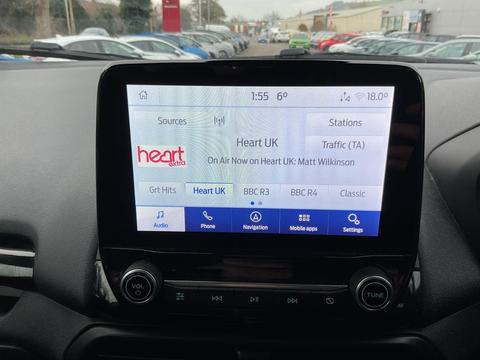 1:55 6° 18.0°
Sources Stations
Heart UK Traffic (TA)
heart
extra
On Air Now on Heart UK: Matt Wilkinson
Grt Hits Heart UK BBC R3 BBC R4 Classic
Audio Phone Navigation Mobile apps Settings
VOL TUNE